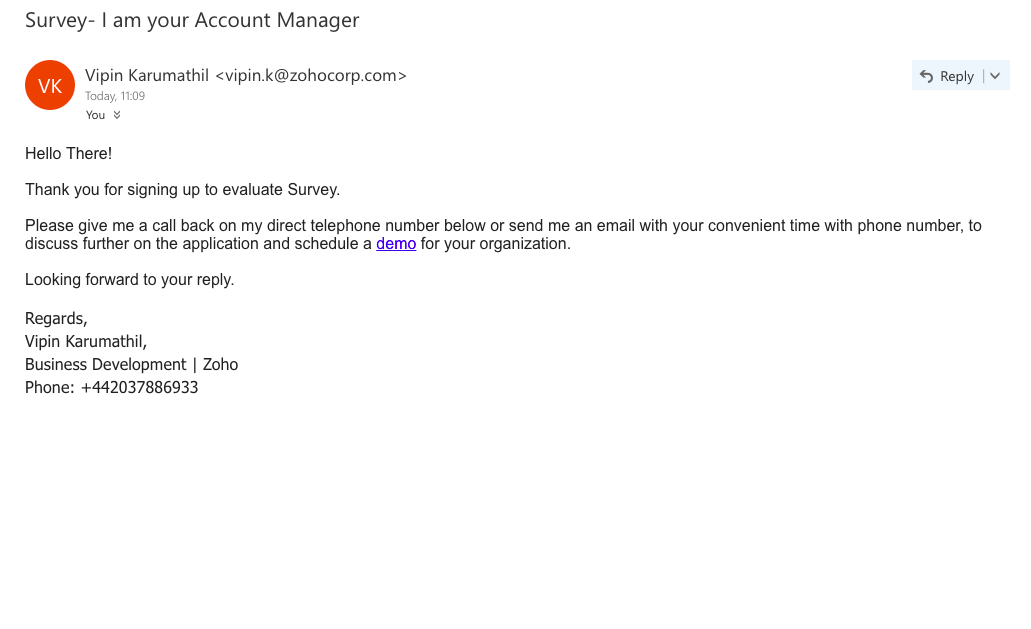 Survey- I am your Account Manager
VK
Vipin Karumathil <vipin.k@zohocorp.com>
Reply
Today, 11:09
You
Hello There!
Thank you for signing up to evaluate Survey.
Please give me a call back on my direct telephone number below or send me an email with your convenient time with phone number, to
discuss further on the application and schedule a demo for your organization.
Looking forward to your reply.
Regards,
Vipin Karumathil,
Business Development | Zoho
Phone: +442037886933